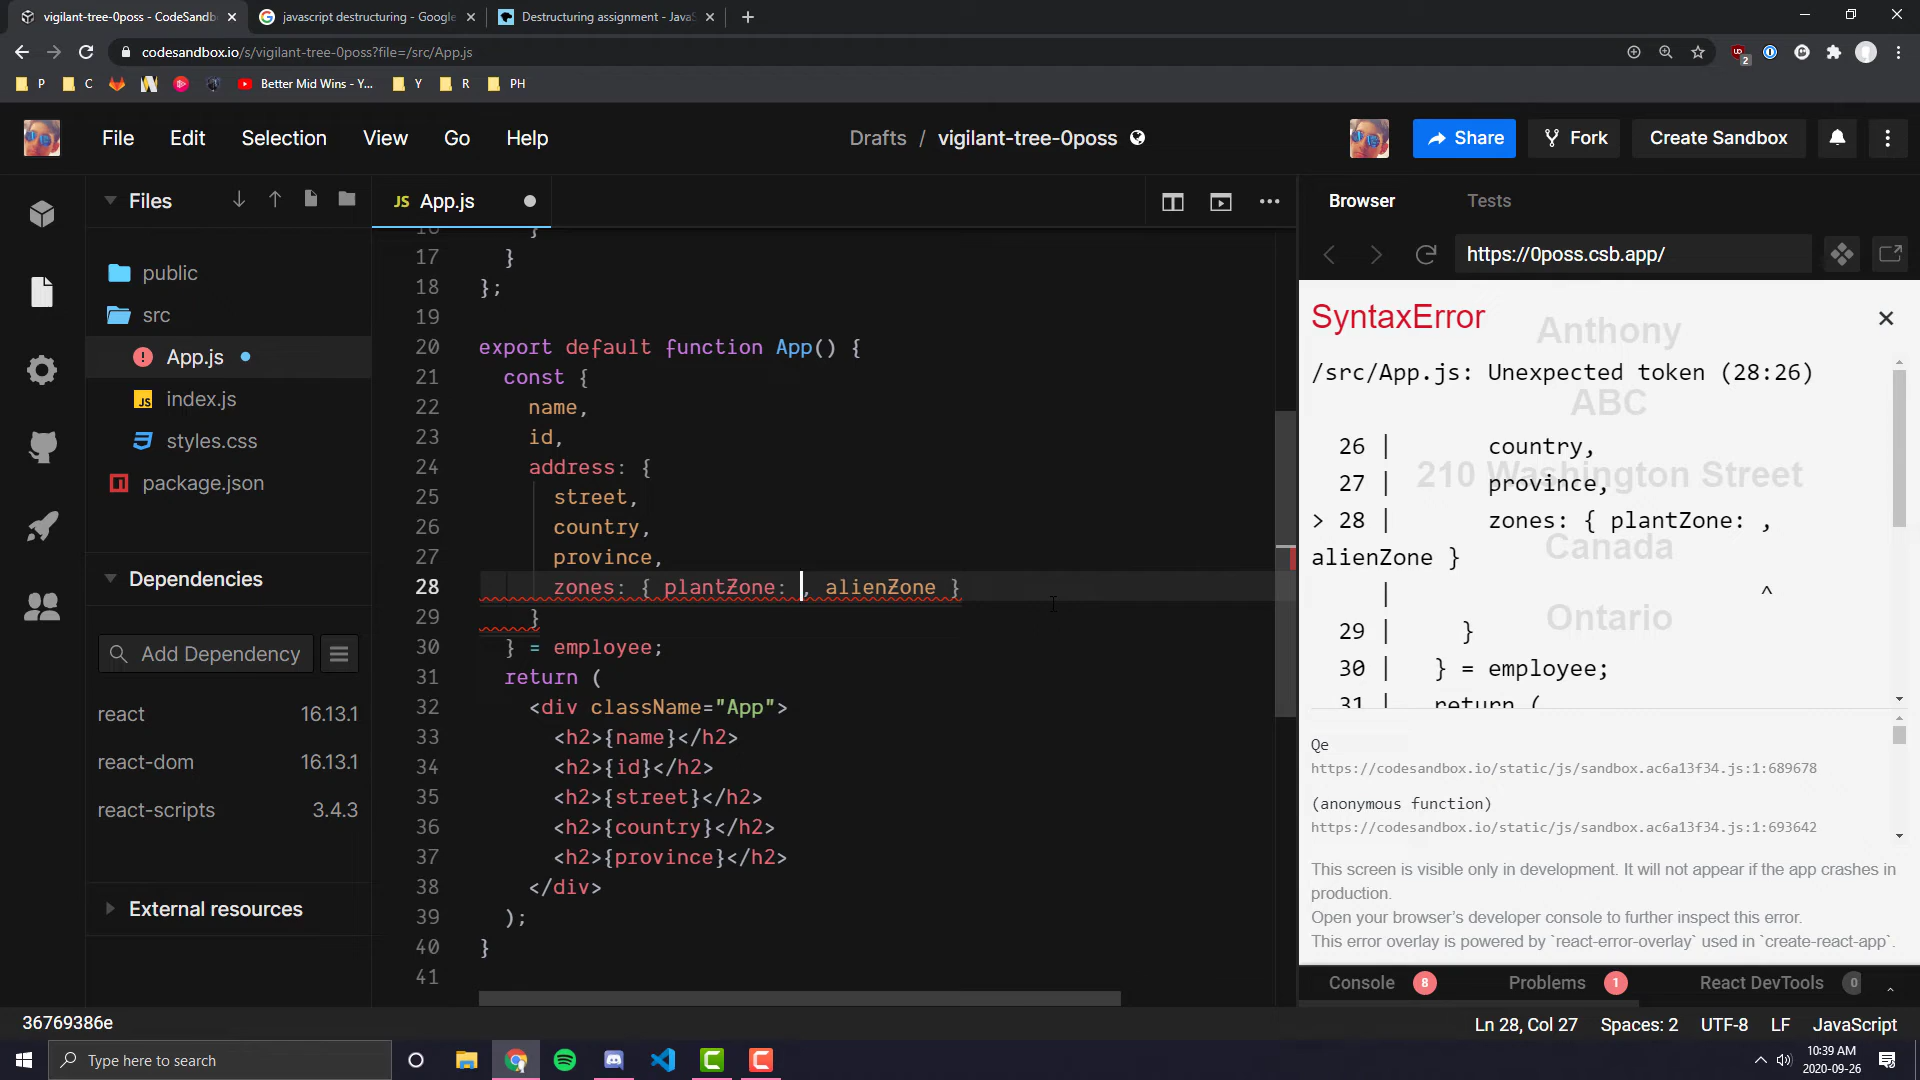 vigilant-tree-0poss - CodeSandb
javascript destructuring - Google
Destructuring assignment - JavaS
codesandbox.io/s/vigilant-tree-0poss?file=/src/App.js
2
P
C
Better Mid Wins - Y...
Y
R
PH
File
Edit
Selection
View
Go
Help
Drafts / vigilant-tree-0poss
Share
Fork
Create Sandbox
Files
JS App.js
Browser
Tests
https://0poss.csb.app/
public
src
App.js
JS index.js
styles.css
package.json
Dependencies
Add Dependency
react 16.13.1
react-dom 16.13.1
react-scripts 3.4.3
External resources
16 }
17 }
18 };
19
20 export default function App() {
21 const {
22 name,
23 id,
24 address: {
25 street,
26 country,
27 province,
28 zones: { plantZone: , alienZone }
29 }
30 } = employee;
31 return (
32 <div className="App">
33 <h2>{name}</h2>
34 <h2>{id}</h2>
35 <h2>{street}</h2>
36 <h2>{country}</h2>
37 <h2>{province}</h2>
38 </div>
39 );
40 }
41
SyntaxError
Anthony
/src/App.js: Unexpected token (28:26)
ABC
26 | country,
210 Washington Street
27 | province,
> 28 | zones: { plantZone: ,
Canada
alienZone }
| ^
Ontario
29 | }
30 | } = employee;
31 return (
Qe
https://codesandbox.io/static/js/sandbox.ac6a13f34.js:1:689678
(anonymous function)
https://codesandbox.io/static/js/sandbox.ac6a13f34.js:1:693642
This screen is visible only in development. It will not appear if the app crashes in
production.
Open your browser's developer console to further inspect this error.
This error overlay is powered by `react-error-overlay` used in `create-react-app`.
Console 8
Problems 1
React DevTools 0
36769386e
Ln 28, Col 27
Spaces: 2
UTF-8
LF
JavaScript
Type here to search
10:39 AM
2020-09-26